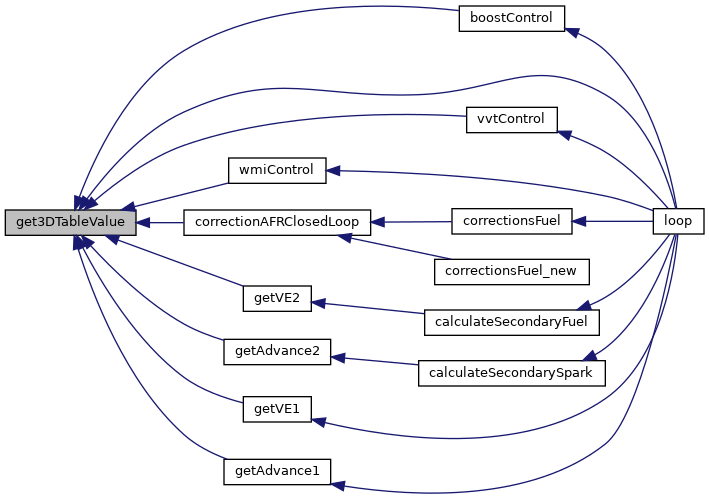 boostControl
vvtControl
wmiControl
get3DTableValue
correctionAFRClosedLoop
correctionsFuel
loop
correctionsFuel_new
getVE2
calculateSecondaryFuel
getAdvance2
calculateSecondarySpark
getVE1
getAdvance1